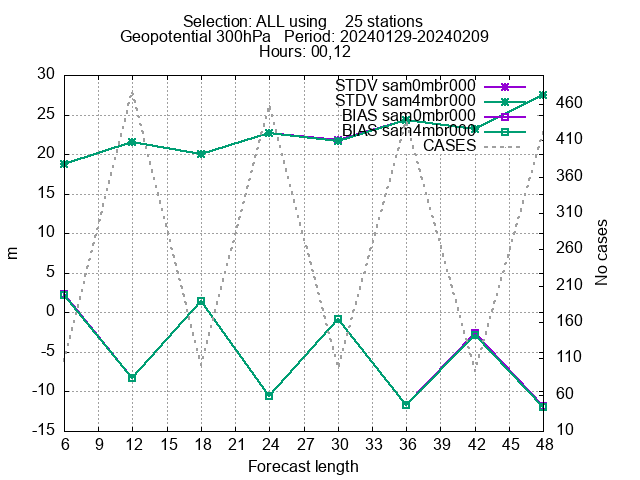 Selection: ALL using 25 stations
Geopotential 300hPa Period: 20240129-20240209
Hours: 00,12
STDV sam0mbr000
STDV sam4mbr000
BIAS sam0mbr000
BIAS sam4mbr000
CASES
30
25
20
15
10
5
0
-5
-10
-15
m
460
410
360
310
260
210
160
110
60
10
No cases
6 9 12 15 18 21 24 27 30 33 36 39 42 45 48
Forecast length